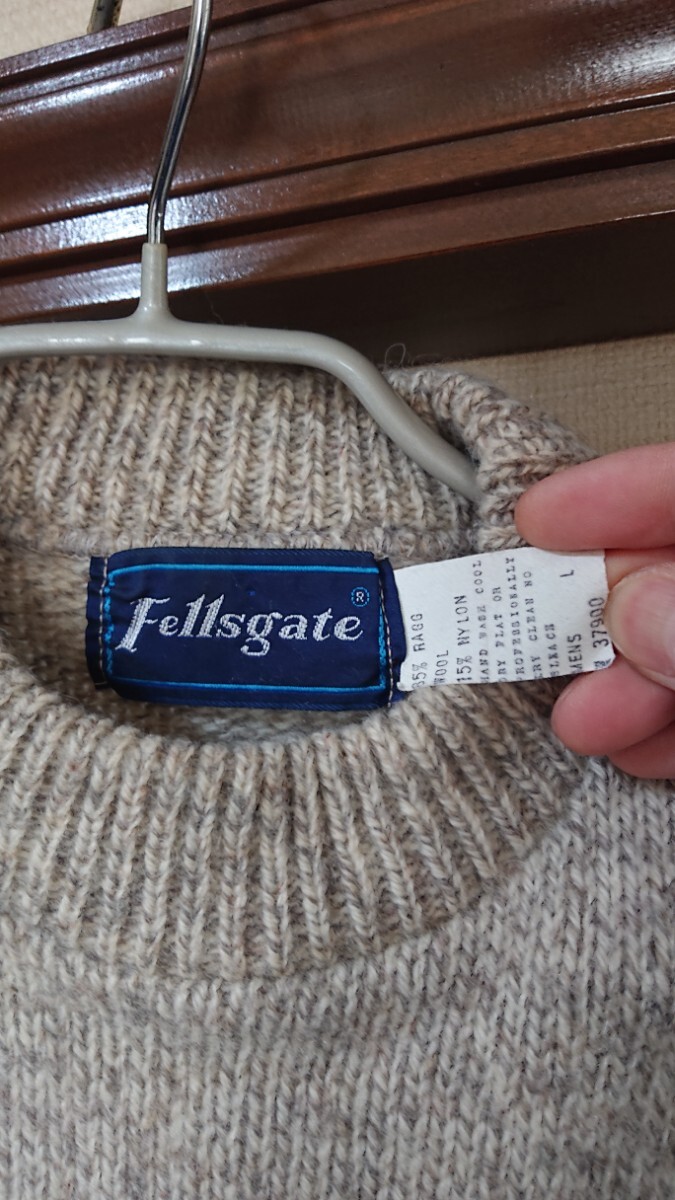 Fellsgate
®
85% RAGG
WOOL
15% NYLON
HAND WASH COOL
DRY FLAT OR
PROFESSIONALLY
DRY CLEAN NO
BLEACH
MENS L
37900